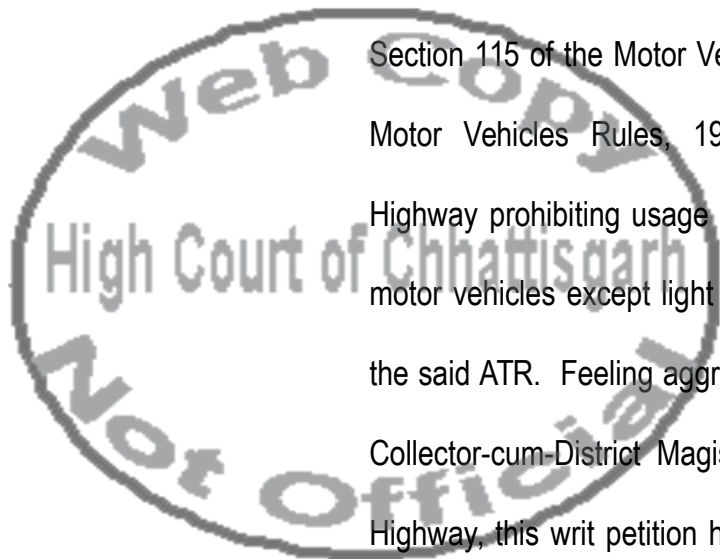 Section 115 of the Motor Ve
Motor Vehicles Rules, 19
Highway prohibiting usage
motor vehicles except light
the said ATR. Feeling aggr
Collector-cum-District Magis
Highway, this writ petition h
Web Copy
High Court of Chhattisgarh
Not Official